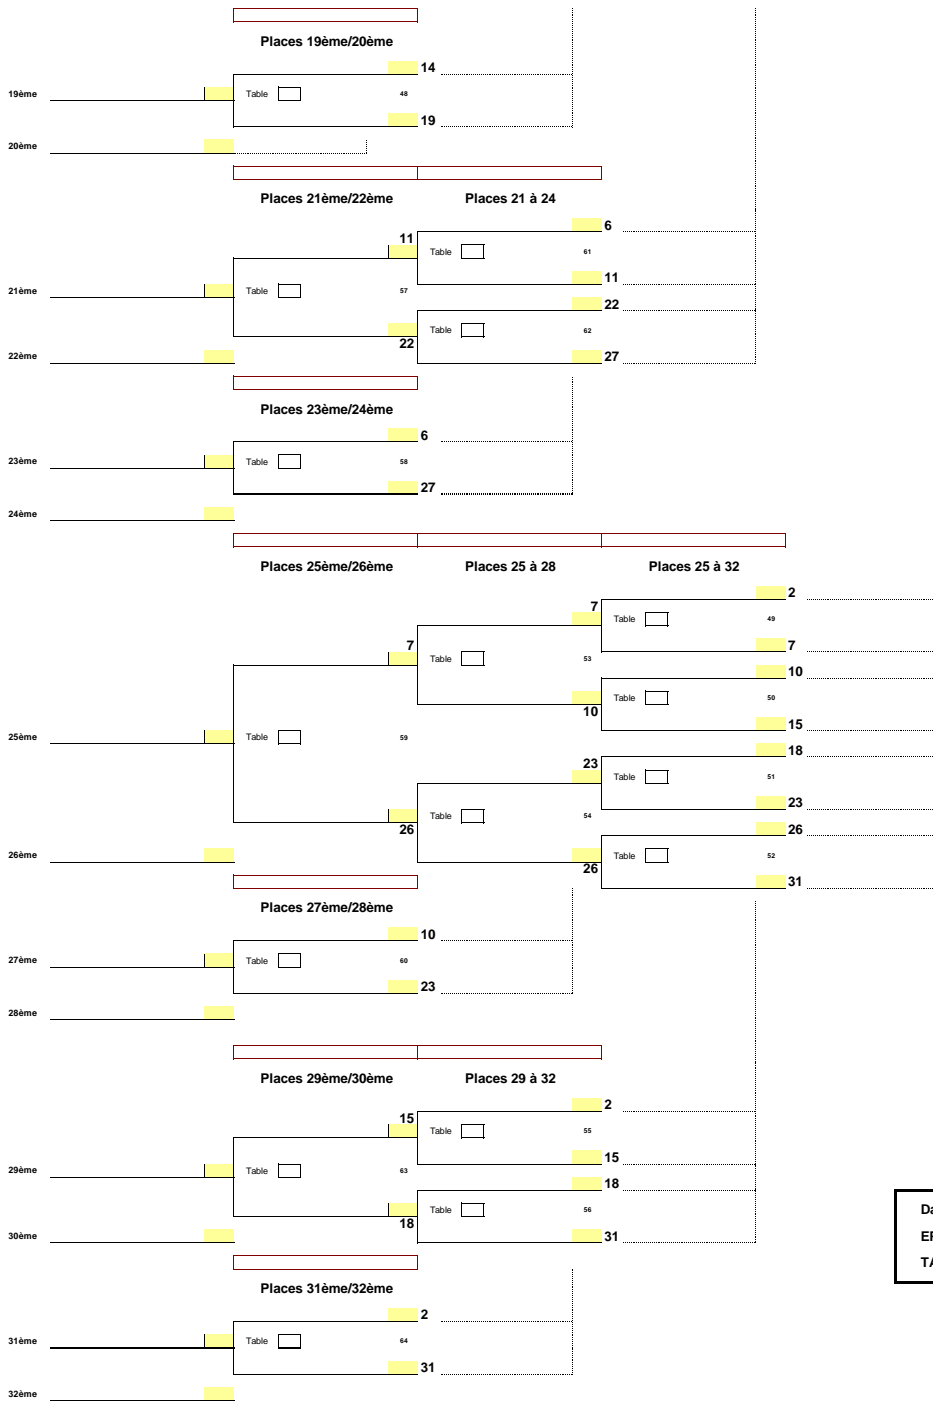 Places 19ème/20ème
14
19ème Table 48
19
20ème
Places 21ème/22ème Places 21 à 24
6
11
Table 61
11
21ème Table 57
22
Table 62
22
22ème 27
Places 23ème/24ème
6
23ème Table 58
27
24ème
Places 25ème/26ème Places 25 à 28 Places 25 à 32
2
7
Table 49
7 7
Table 53
10
Table 50
10
15
25ème Table 59
18
23
Table 51
23
Table 54
26 26
26ème Table 52
26
31
Places 27ème/28ème
10
27ème Table 60
23
28ème
Places 29ème/30ème Places 29 à 32
2
15
Table 55
15
29ème Table 63
18
Table 56
18
30ème 31
Da
EP
TA
Places 31ème/32ème
2
31ème Table 64
31
32ème